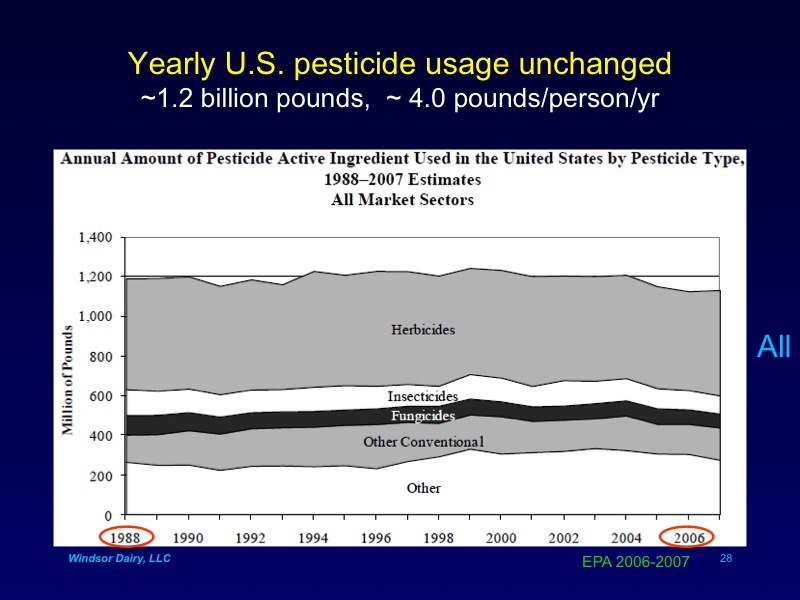 Yearly U.S. pesticide usage unchanged
~1.2 billion pounds,  ~ 4.0 pounds/person/yr
Annual Amount of Pesticide Active Ingredient Used in the United States by Pesticide Type,
1988–2007 Estimates
All Market Sectors
Million of Pounds
1,400
1,200
1,000
800
600
400
200
0
Herbicides
Insecticides
Fungicides
Other Conventional
Other
All
1988 1990 1992 1994 1996 1998 2000 2002 2004 2006
Windsor Dairy, LLC
EPA 2006-2007
28